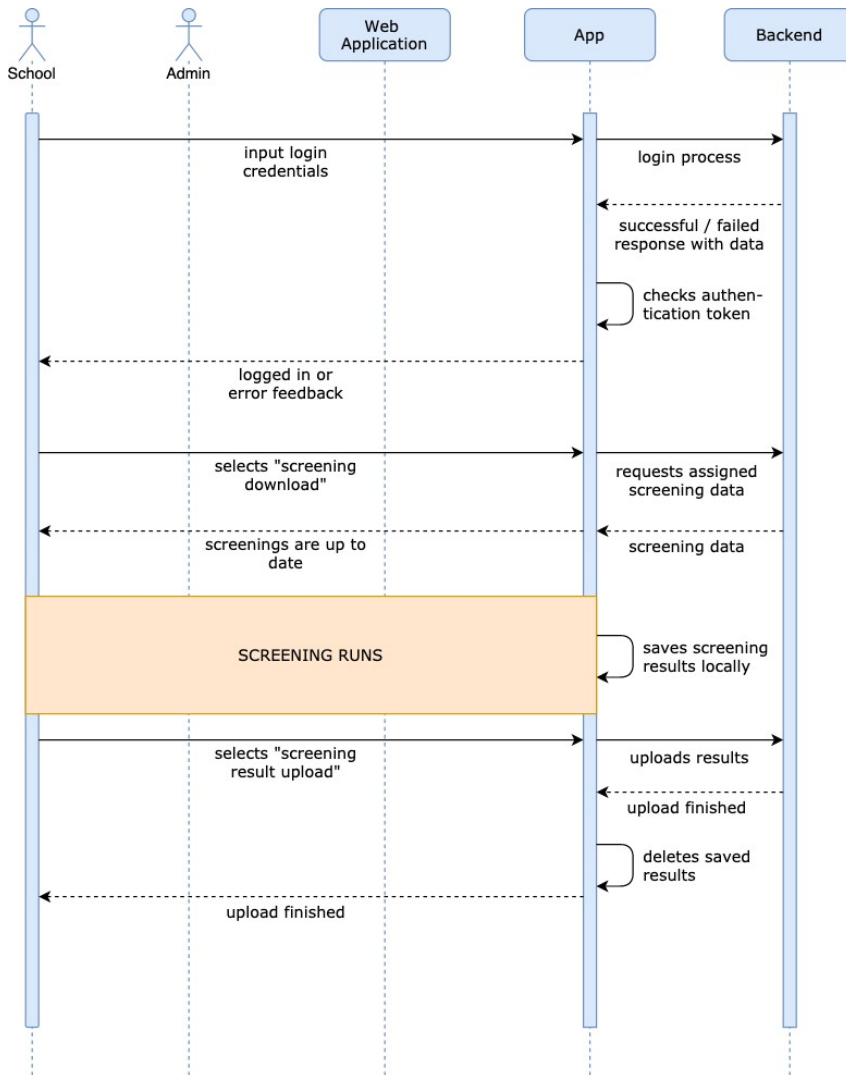 Web
Application
App
Backend
School
Admin
input login
credentials
login process
successful / failed
response with data
checks authen-
tication token
logged in or
error feedback
selects "screening
download"
requests assigned
screening data
screenings are up to
date
screening data
SCREENING RUNS
saves screening
results locally
selects "screening
result upload"
uploads results
upload finished
deletes saved
results
upload finished